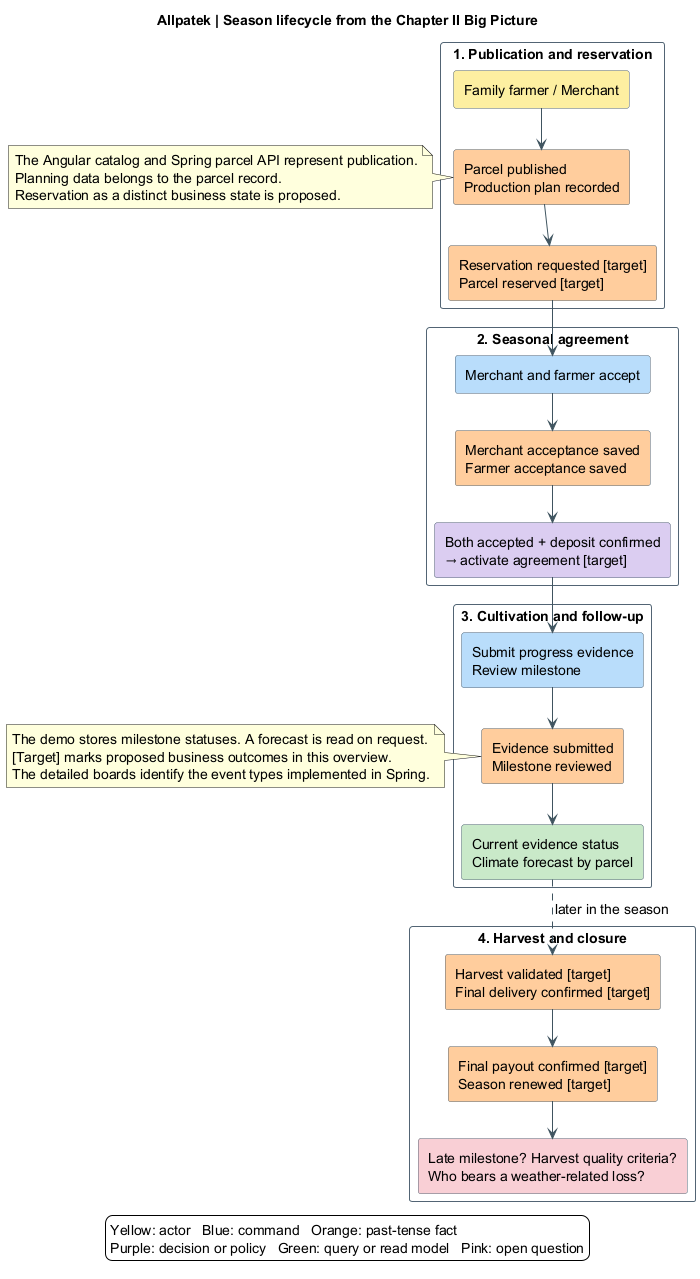 Allpatek | Season lifecycle from the Chapter II Big Picture
1. Publication and reservation
Family farmer / Merchant
The Angular catalog and Spring parcel API represent publication.
Planning data belongs to the parcel record.
Reservation as a distinct business state is proposed.
Parcel published
Production plan recorded
Reservation requested [target]
Parcel reserved [target]
2. Seasonal agreement
Merchant and farmer accept
Merchant acceptance saved
Farmer acceptance saved
Both accepted + deposit confirmed
→ activate agreement [target]
3. Cultivation and follow-up
Submit progress evidence
Review milestone
The demo stores milestone statuses. A forecast is read on request.
[Target] marks proposed business outcomes in this overview.
The detailed boards identify the event types implemented in Spring.
Evidence submitted
Milestone reviewed
Current evidence status
Climate forecast by parcel
later in the season
4. Harvest and closure
Harvest validated [target]
Final delivery confirmed [target]
Final payout confirmed [target]
Season renewed [target]
Late milestone? Harvest quality criteria?
Who bears a weather-related loss?
Yellow: actor   Blue: command   Orange: past-tense fact
Purple: decision or policy   Green: query or read model   Pink: open question